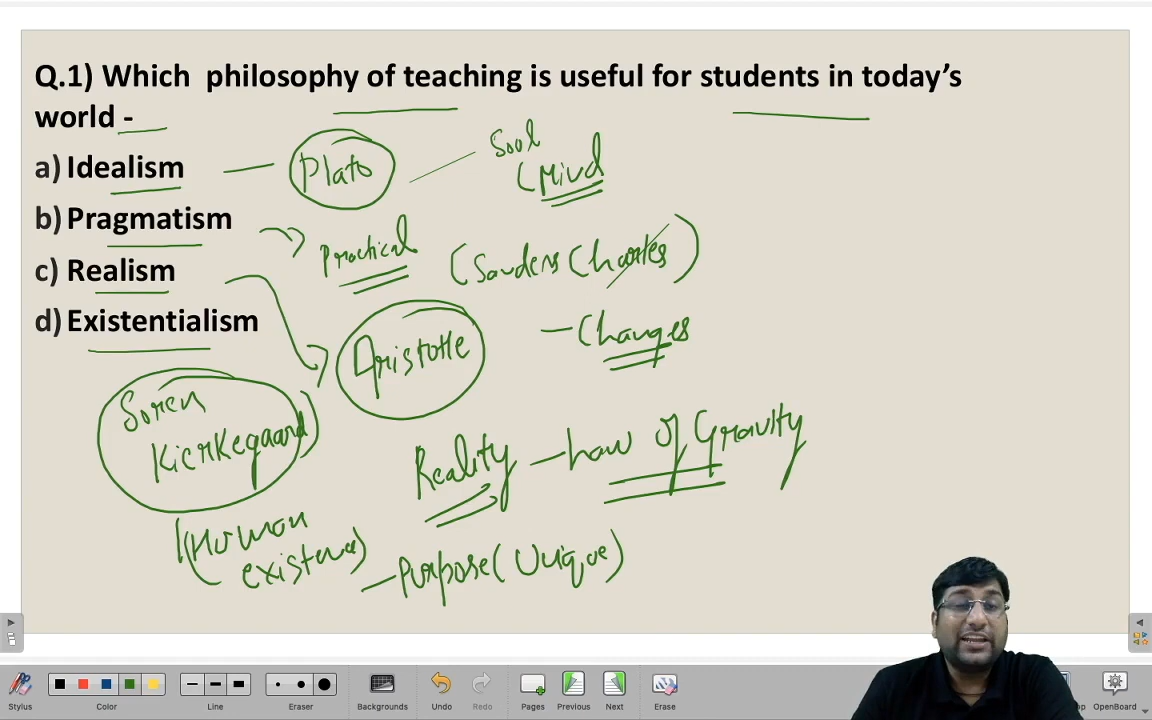 Q.1) Which philosophy of teaching is useful for students in today's
world -
a) Idealism
Plato
Soul
(Mind
b) Pragmatism
Practical
(Sanders Charles)
c) Realism
Aristotle
- Changes
d) Existentialism
Soren
Kierkegaard)
Reality - Law of Gravity
(Human
existence)
- Purpose (Unique)
Stylus
Color
Line
Eraser
Backgrounds
Undo
Redo
Pages
Previous
Next
Erase
OpenBoard